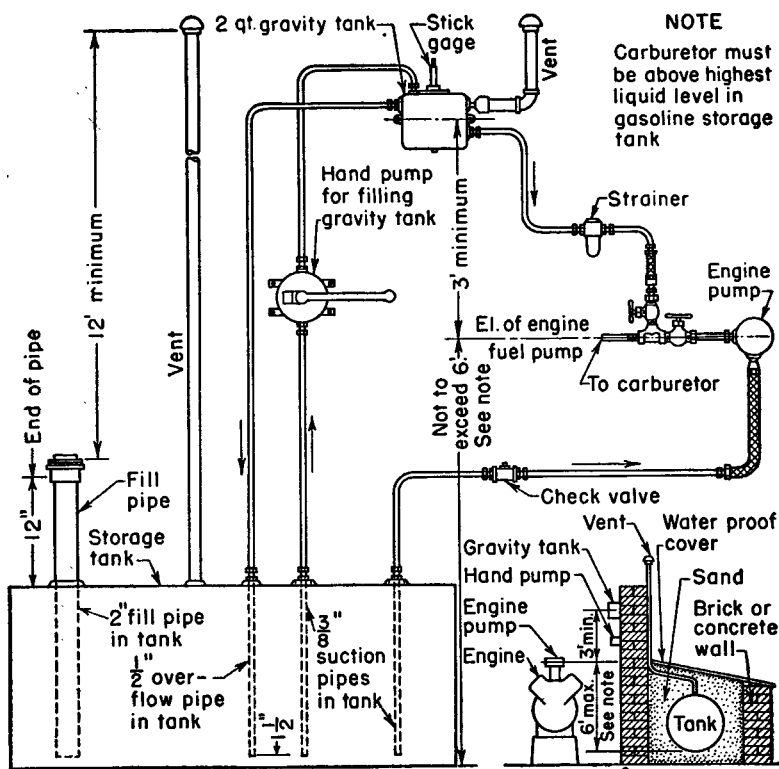 2 qt. gravity tank
Stick
gage
Vent
NOTE
Carburetor must
be above highest
liquid level in
gasoline storage
tank
12' minimum
Vent
Hand pump
for filling
gravity tank
3' minimum
Strainer
Engine
pump
El. of engine
fuel pump
To carburetor
Not to
exceed 6'.
See note
End of pipe
12"
Fill
pipe
Storage
tank
Check valve
2" fill pipe
in tank
1/2" over-
flow pipe
in tank
3/8"
suction
pipes
in tank
1 1/2"
Vent
Water proof
cover
Gravity tank
Hand pump
Sand
Engine
pump
Brick or
concrete
wall
Engine
3' min.
6' max.
See note
Tank